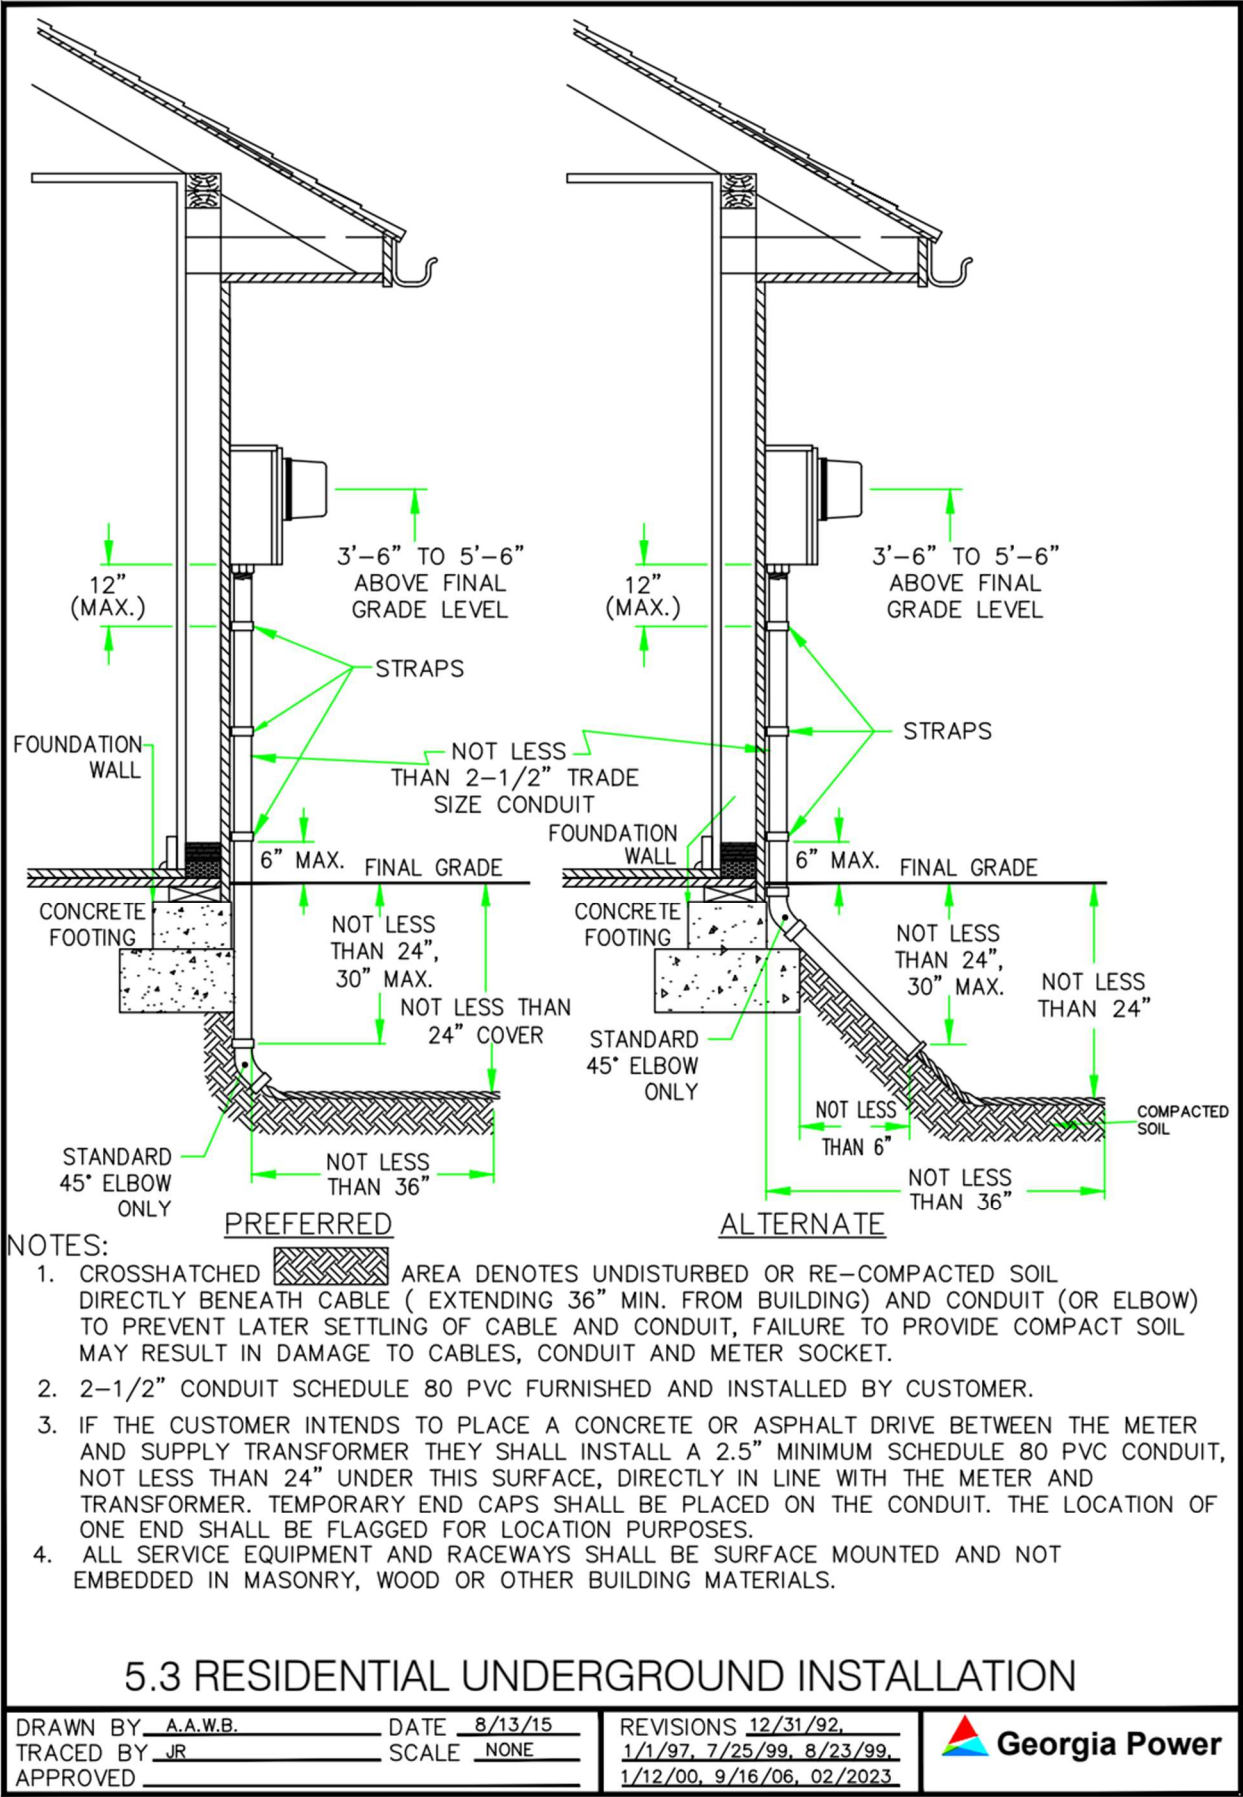 3'-6" TO 5'-6"
ABOVE FINAL
GRADE LEVEL
12"
(MAX.)
STRAPS
FOUNDATION
WALL
NOT LESS
THAN 2-1/2" TRADE
SIZE CONDUIT
6" MAX.
FINAL GRADE
CONCRETE
FOOTING
NOT LESS
THAN 24",
30" MAX.
NOT LESS THAN
24" COVER
STANDARD
45° ELBOW
ONLY
NOT LESS
THAN 36"
PREFERRED
3'-6" TO 5'-6"
ABOVE FINAL
GRADE LEVEL
12"
(MAX.)
STRAPS
FOUNDATION
WALL
6" MAX.
FINAL GRADE
CONCRETE
FOOTING
NOT LESS
THAN 24",
30" MAX.
NOT LESS
THAN 24"
STANDARD
45° ELBOW
ONLY
NOT LESS
THAN 6"
COMPACTED
SOIL
NOT LESS
THAN 36"
ALTERNATE
NOTES:
1. CROSSHATCHED AREA DENOTES UNDISTURBED OR RE-COMPACTED SOIL
DIRECTLY BENEATH CABLE ( EXTENDING 36" MIN. FROM BUILDING) AND CONDUIT (OR ELBOW)
TO PREVENT LATER SETTLING OF CABLE AND CONDUIT, FAILURE TO PROVIDE COMPACT SOIL
MAY RESULT IN DAMAGE TO CABLES, CONDUIT AND METER SOCKET.
2. 2-1/2" CONDUIT SCHEDULE 80 PVC FURNISHED AND INSTALLED BY CUSTOMER.
3. IF THE CUSTOMER INTENDS TO PLACE A CONCRETE OR ASPHALT DRIVE BETWEEN THE METER
AND SUPPLY TRANSFORMER THEY SHALL INSTALL A 2.5" MINIMUM SCHEDULE 80 PVC CONDUIT,
NOT LESS THAN 24" UNDER THIS SURFACE, DIRECTLY IN LINE WITH THE METER AND
TRANSFORMER. TEMPORARY END CAPS SHALL BE PLACED ON THE CONDUIT. THE LOCATION OF
ONE END SHALL BE FLAGGED FOR LOCATION PURPOSES.
4. ALL SERVICE EQUIPMENT AND RACEWAYS SHALL BE SURFACE MOUNTED AND NOT
EMBEDDED IN MASONRY, WOOD OR OTHER BUILDING MATERIALS.
5.3 RESIDENTIAL UNDERGROUND INSTALLATION
DRAWN BY A.A.W.B. DATE 8/13/15
TRACED BY JR SCALE NONE
APPROVED
REVISIONS 12/31/92,
1/1/97, 7/25/99, 8/23/99,
1/12/00, 9/16/06, 02/2023
Georgia Power